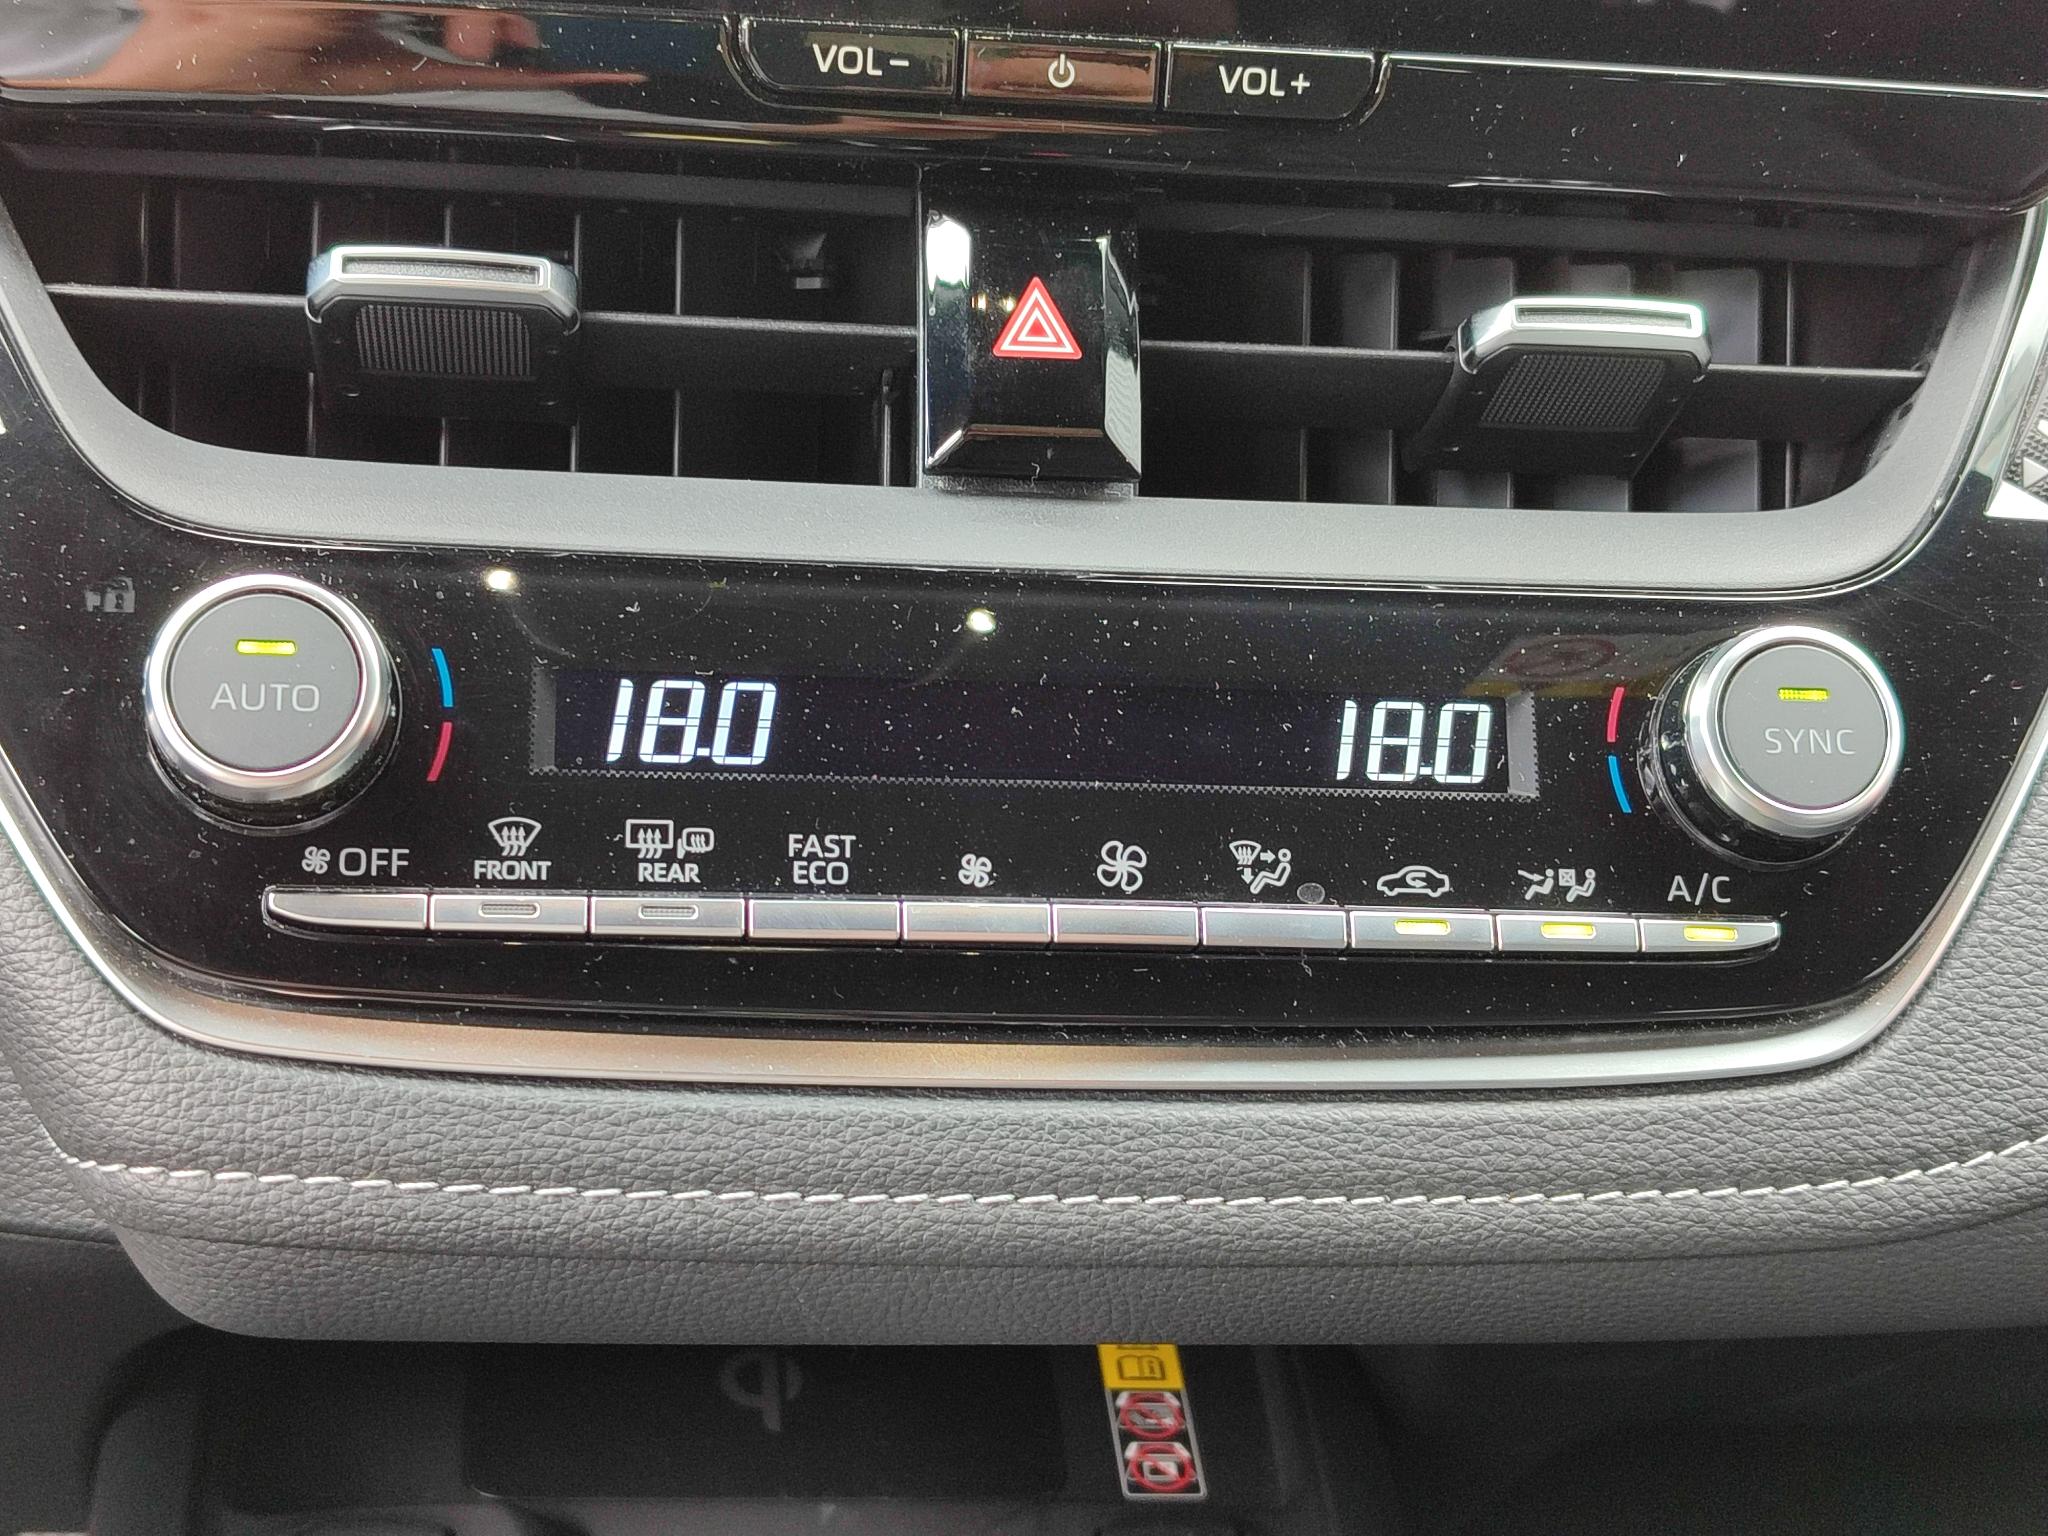 VOL-
VOL+
AUTO
18.0
18.0
SYNC
OFF
FRONT
REAR
FAST
ECO
A/C